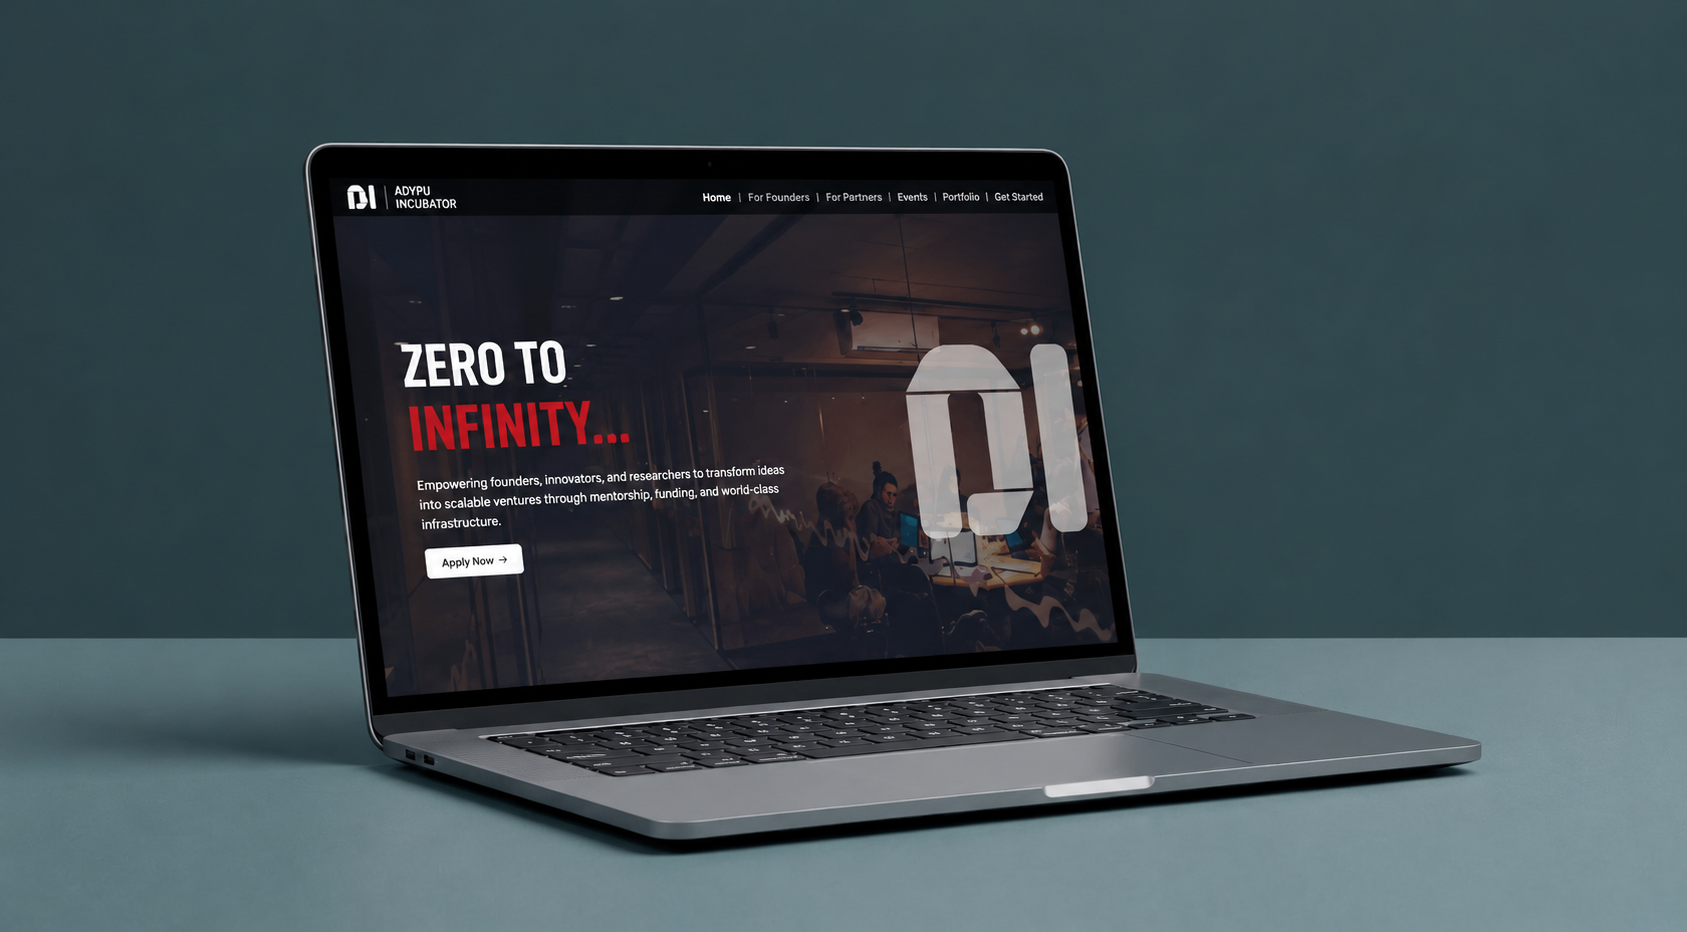 ADYPU
INCUBATOR
Home | For Founders | For Partners | Events | Portfolio | Get Started
ZERO TO
INFINITY...
Empowering founders, innovators, and researchers to transform ideas
into scalable ventures through mentorship, funding, and world-class
infrastructure.
Apply Now →